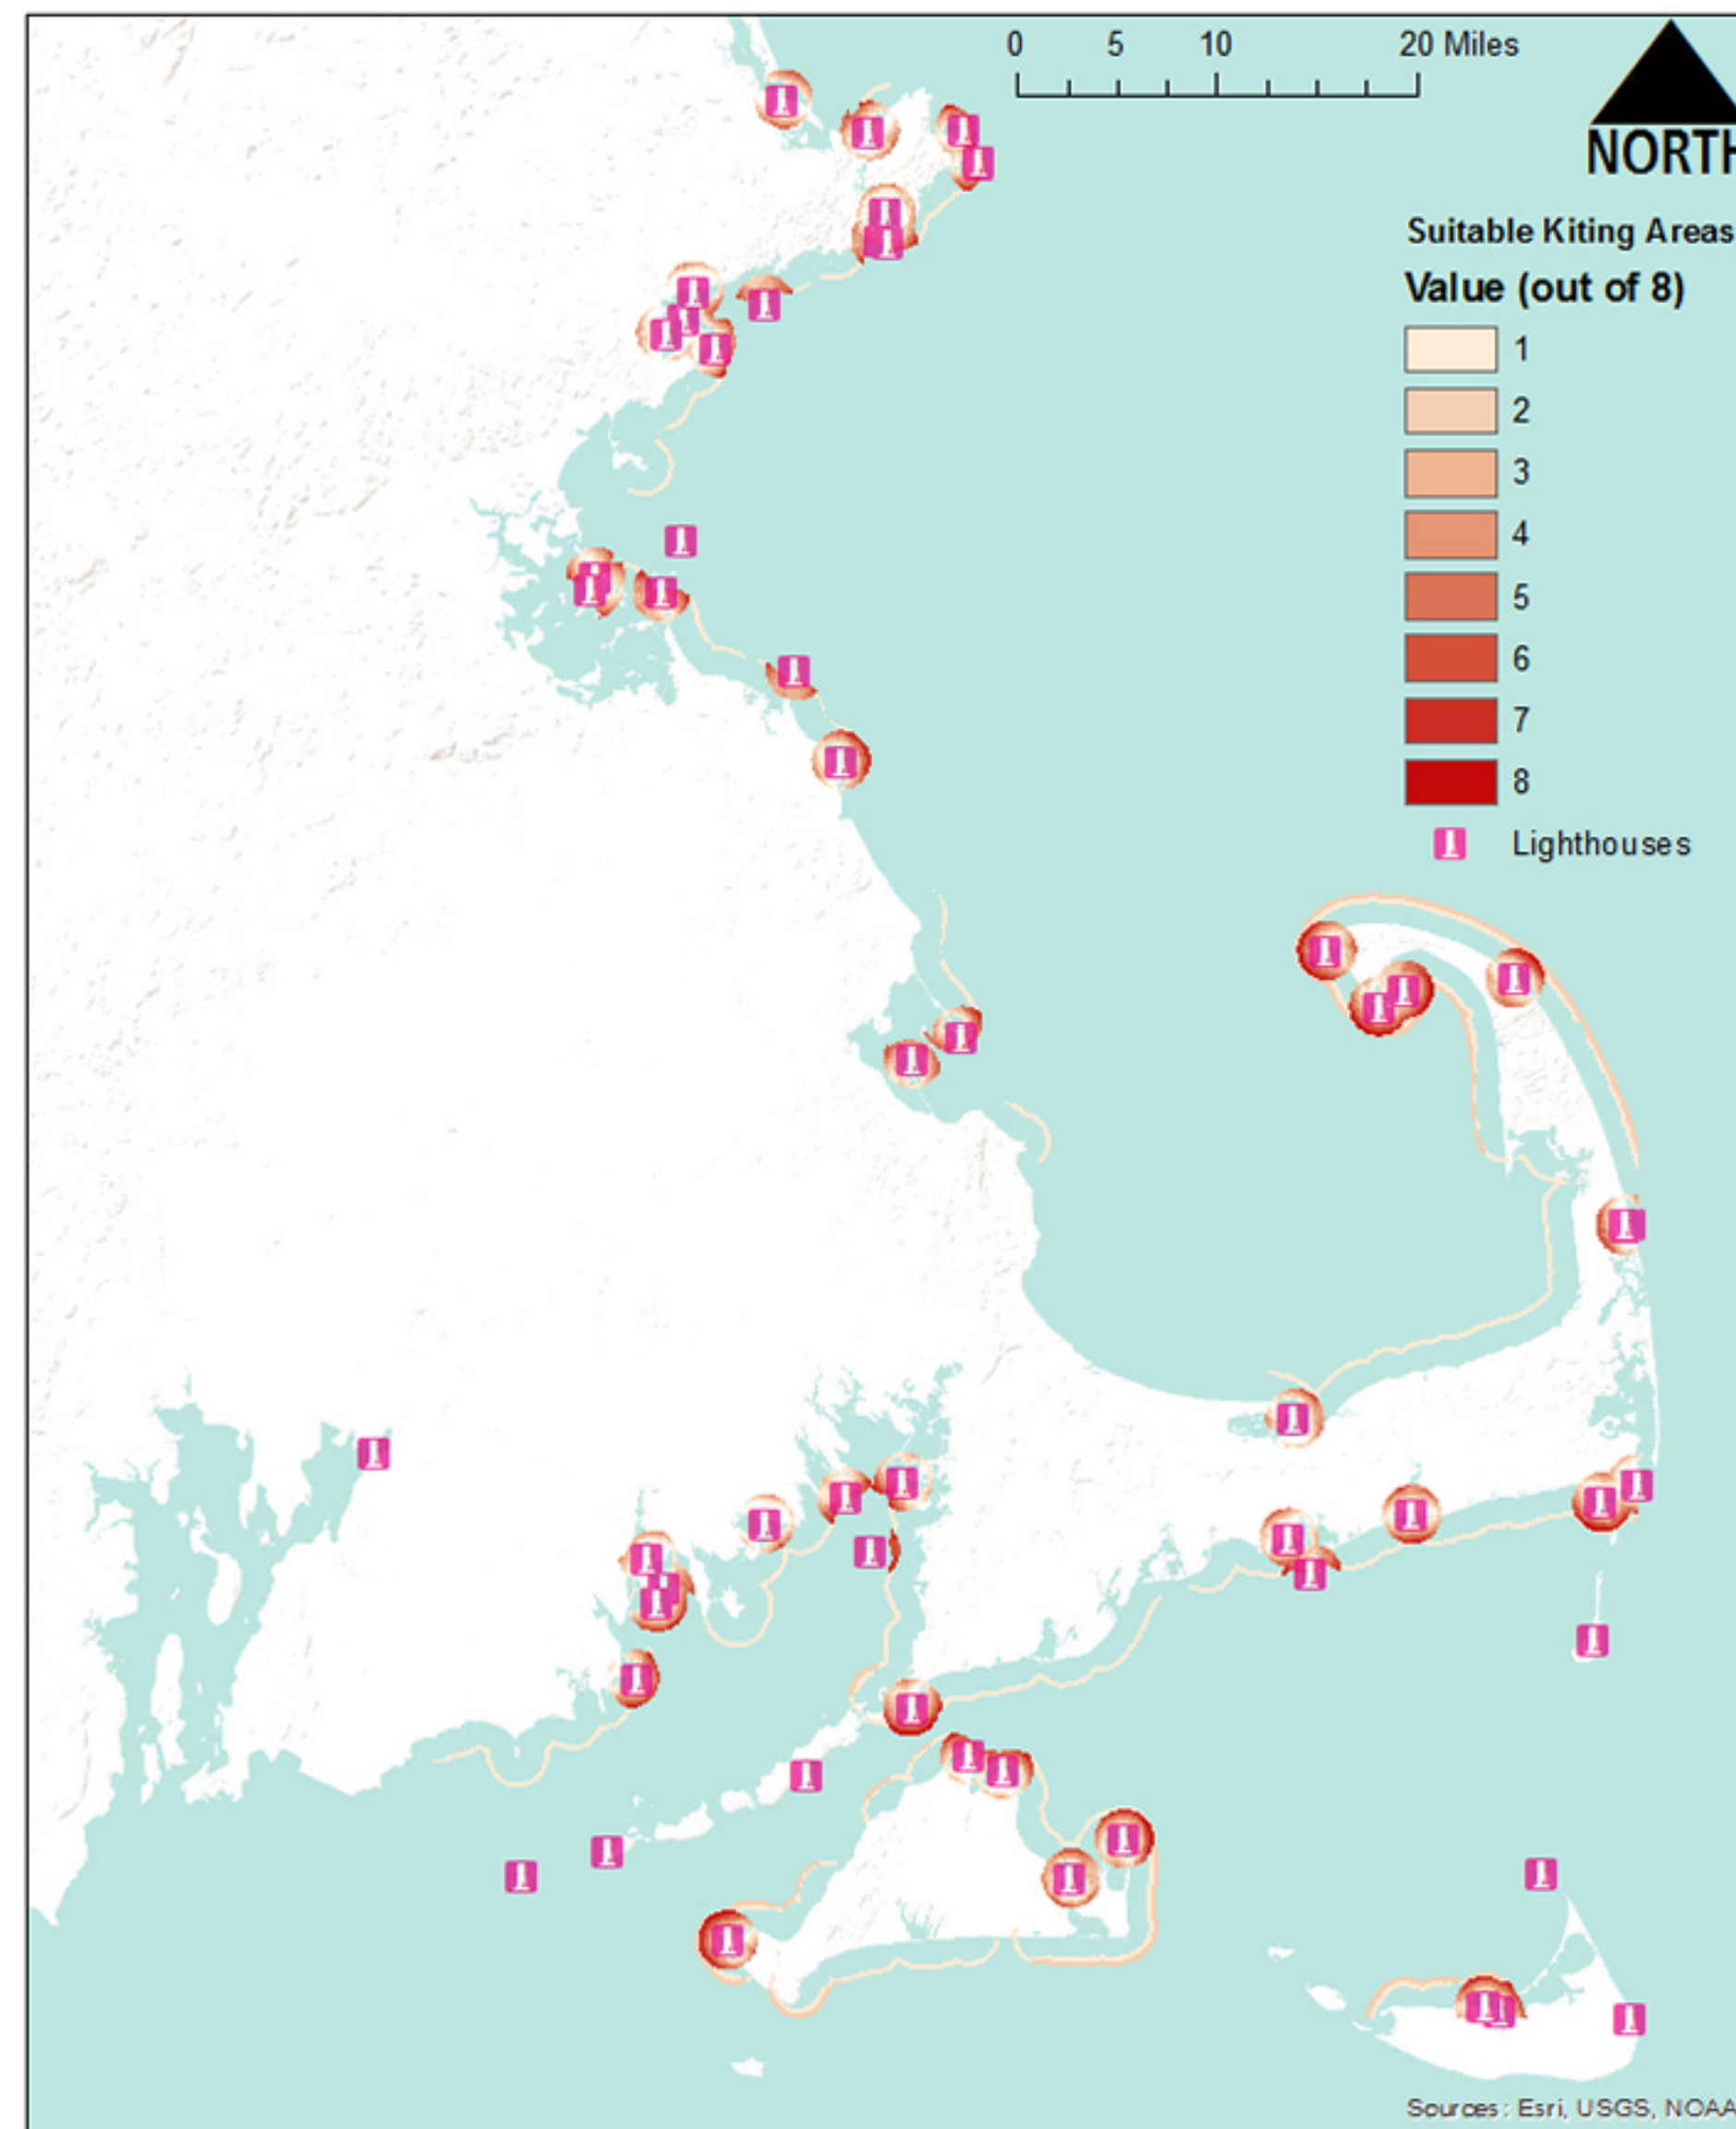 0 5 10 20 Miles
NORTH
Suitable Kiting Areas
Value (out of 8)
1
2
3
4
5
6
7
8
Lighthouses
Sources: Esri, USGS, NOAA